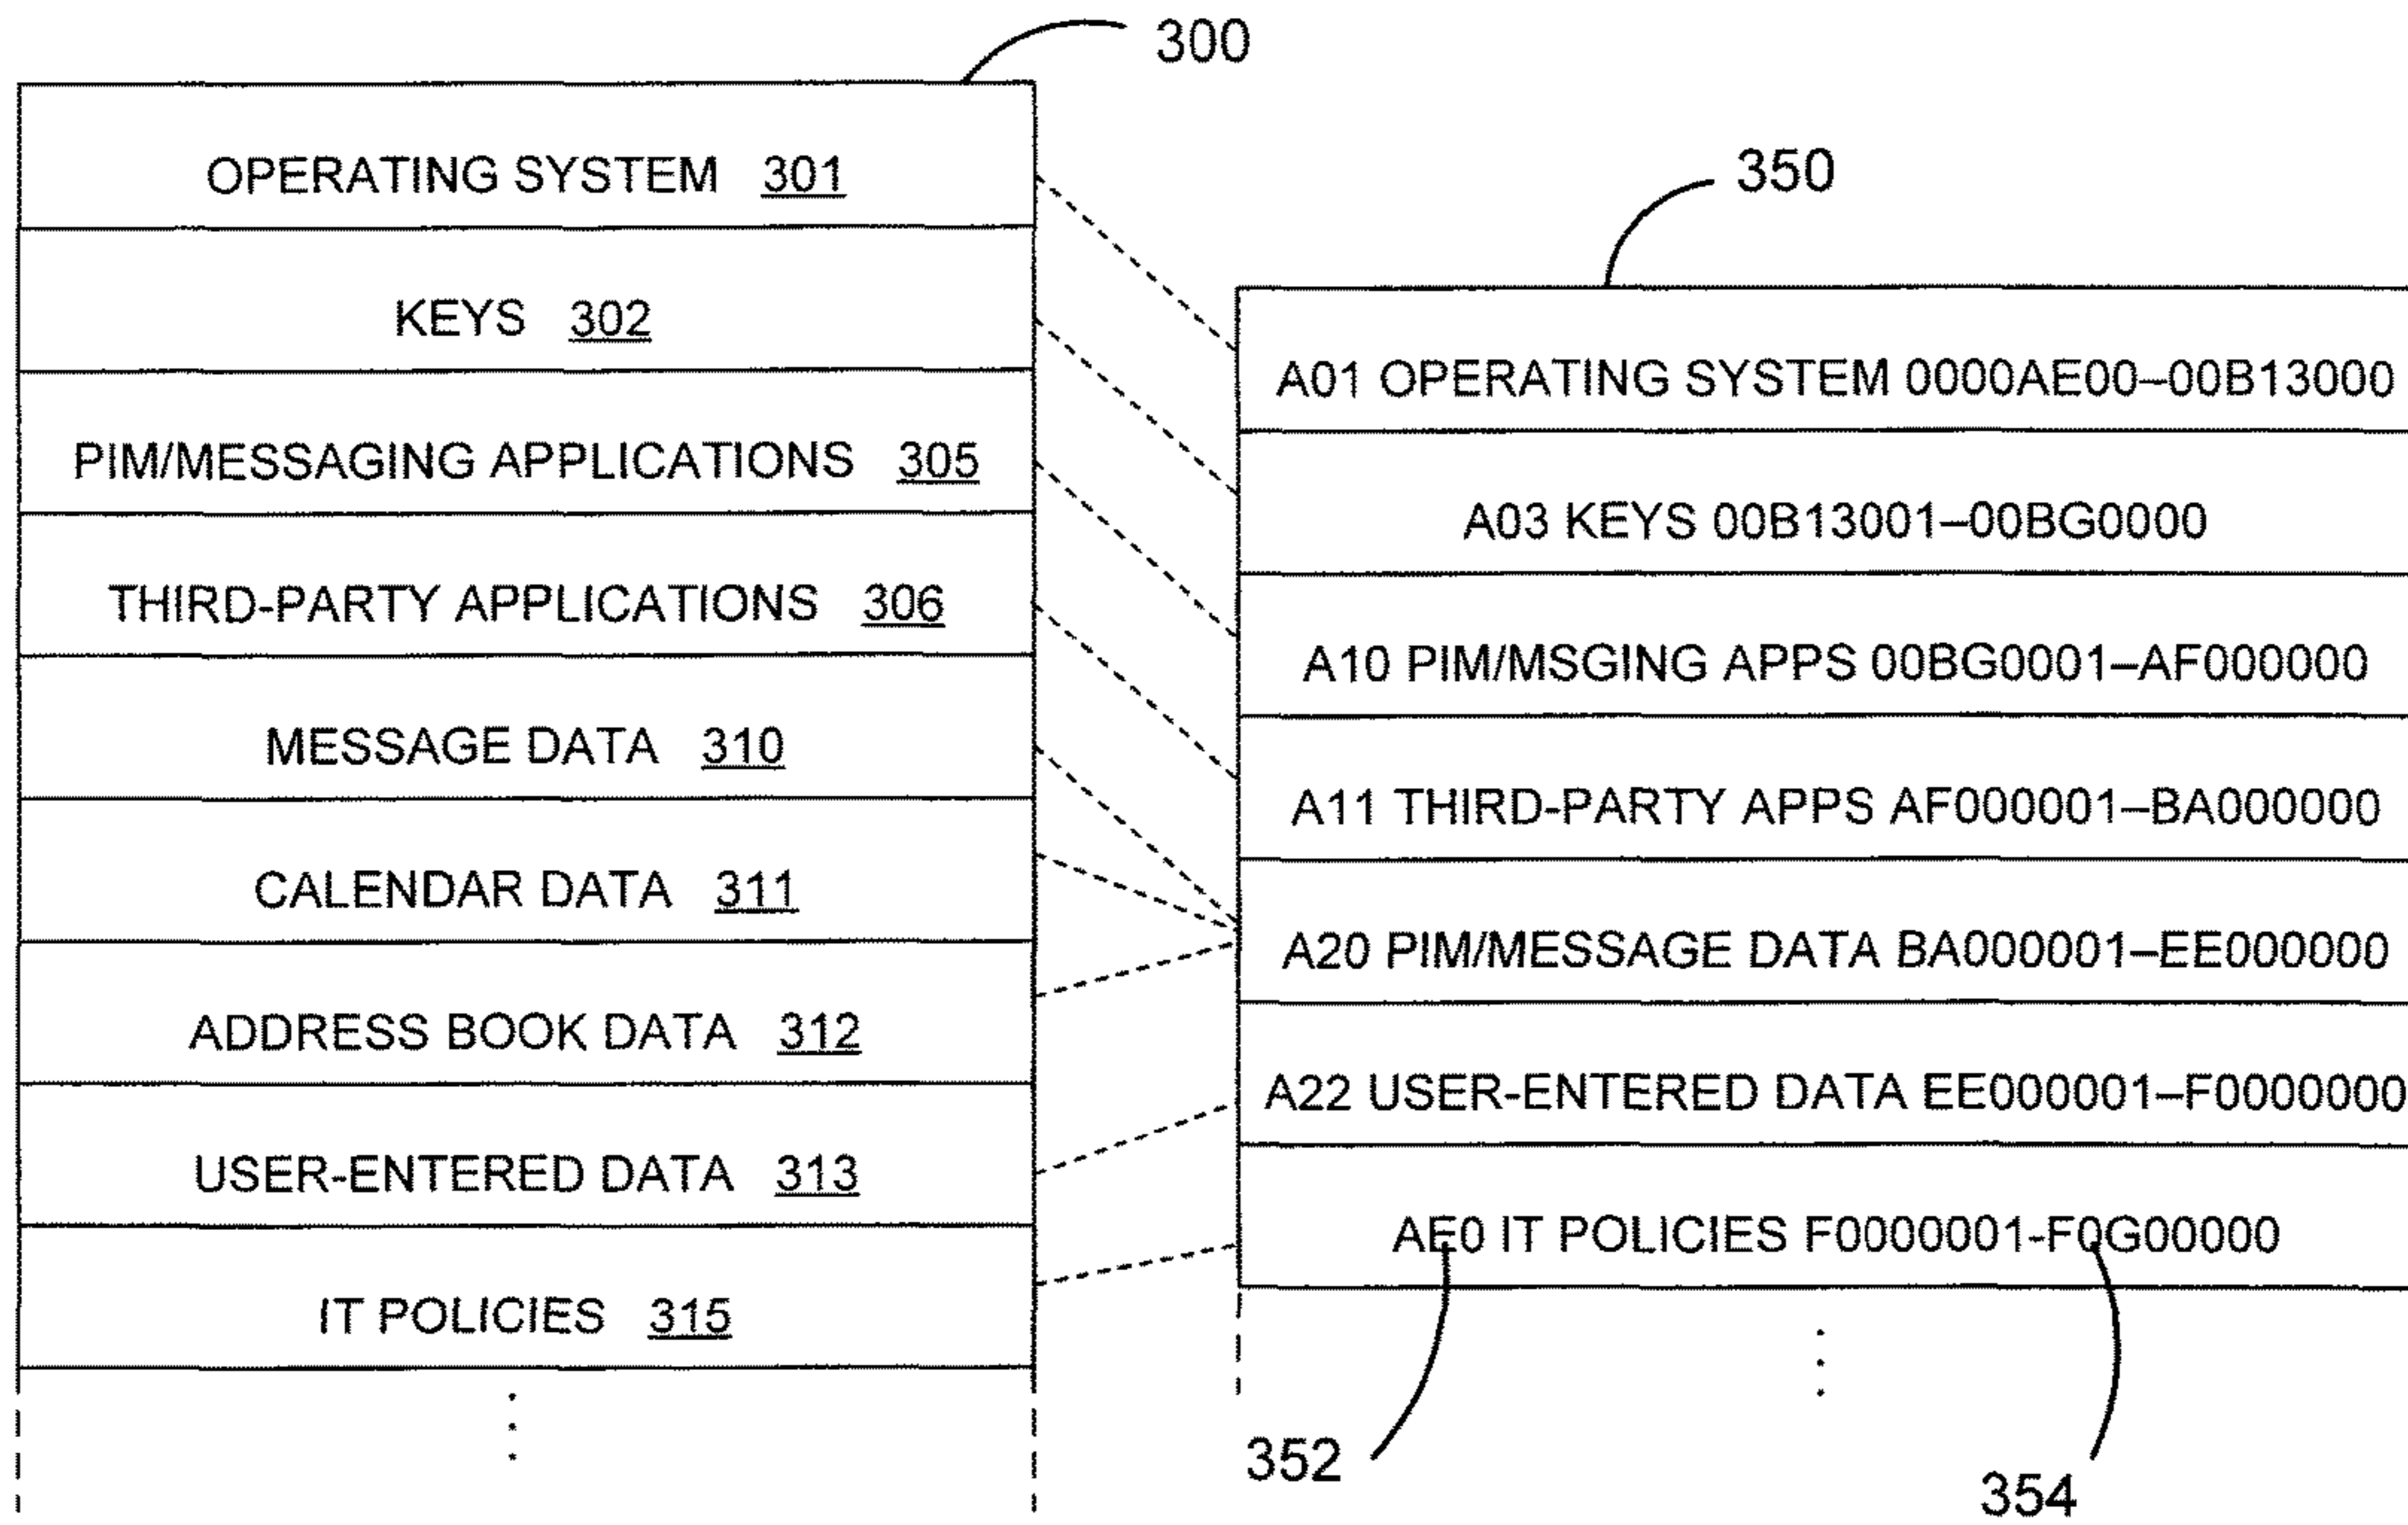 300
OPERATING SYSTEM 301
KEYS 302
PIM/MESSAGING APPLICATIONS 305
THIRD-PARTY APPLICATIONS 306
MESSAGE DATA 310
CALENDAR DATA 311
ADDRESS BOOK DATA 312
USER-ENTERED DATA 313
IT POLICIES 315
350
A01 OPERATING SYSTEM 0000AE00–00B13000
A03 KEYS 00B13001–00BG0000
A10 PIM/MSGING APPS 00BG0001–AF000000
A11 THIRD-PARTY APPS AF000001–BA000000
A20 PIM/MESSAGE DATA BA000001–EE000000
A22 USER-ENTERED DATA EE000001–F0000000
AE0 IT POLICIES F0000001-F0G00000
352
354